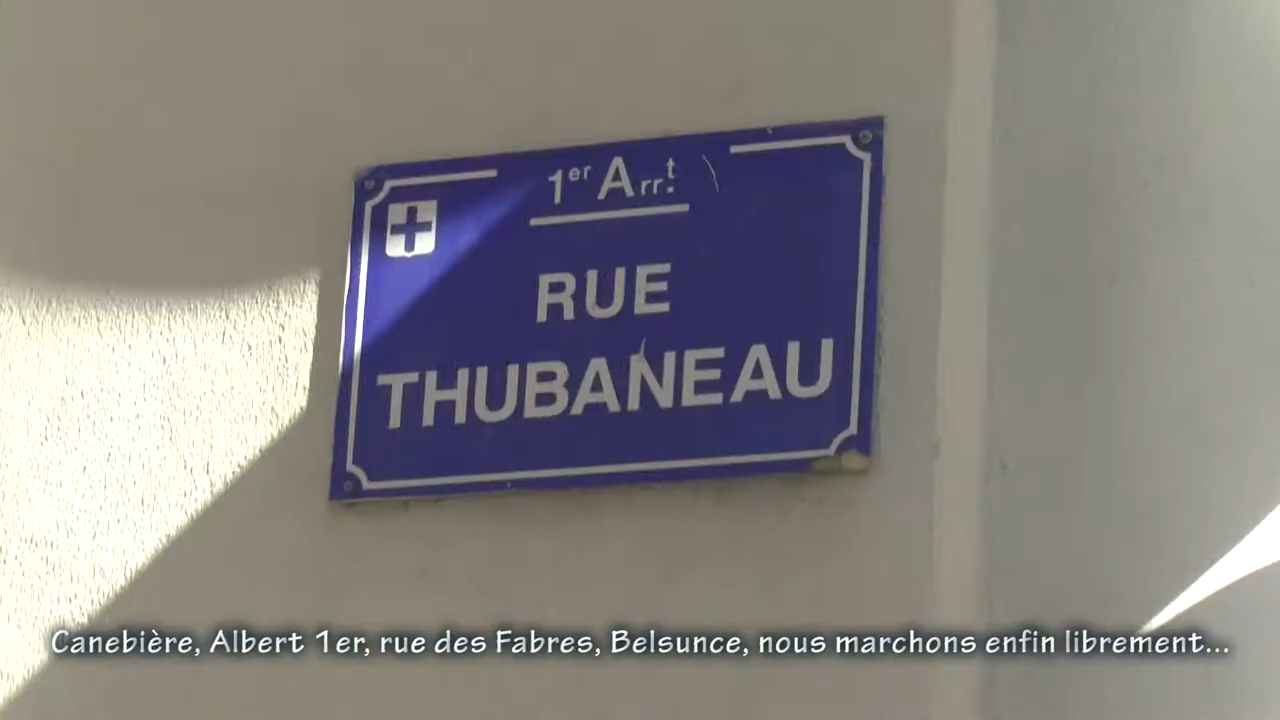 1er Arr.t
RUE
THUBANEAU
Canebière, Albert 1er, rue des Fabres, Belsunce, nous marchons enfin librement...